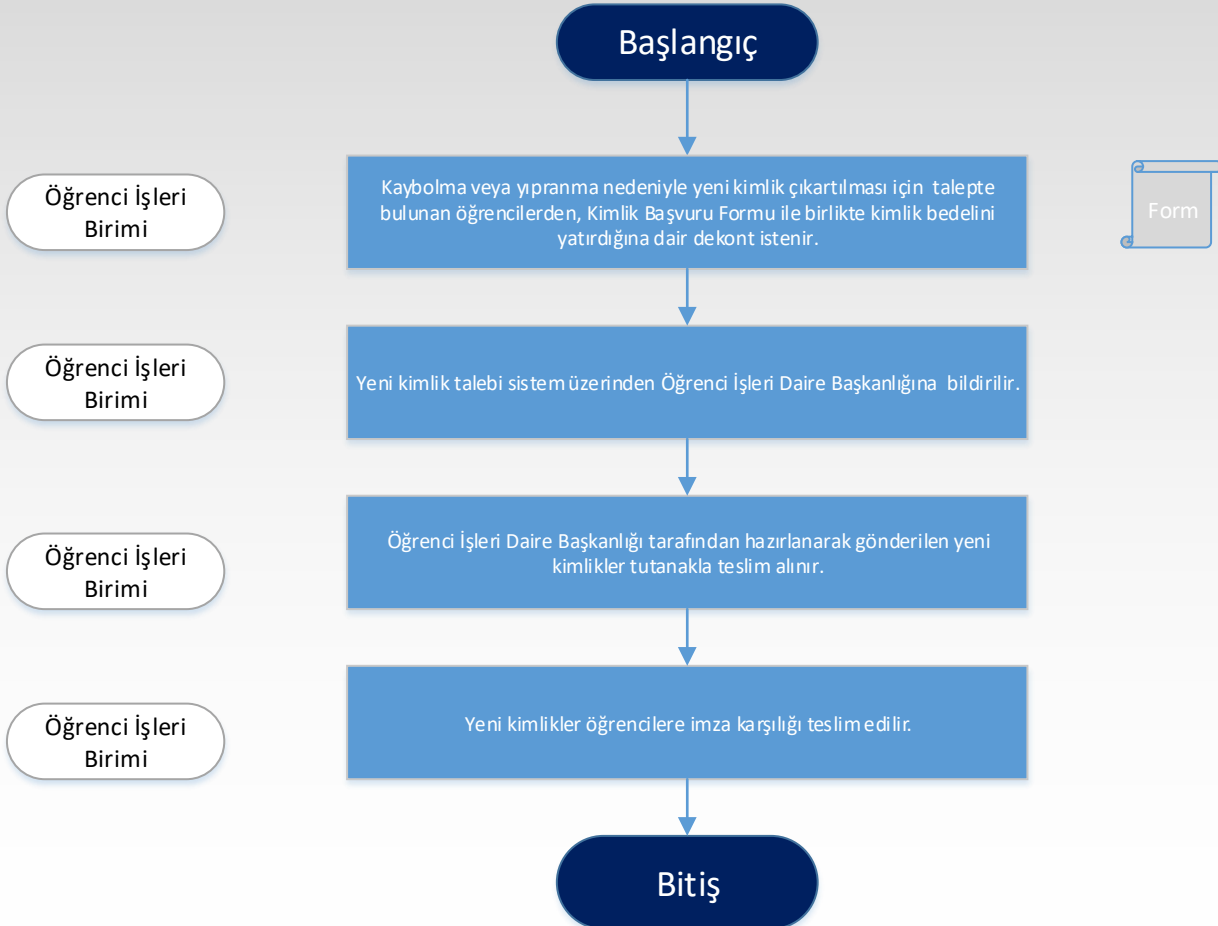 Başlangıç
Öğrenci İşleri
Birimi
Kaybolma veya yıpranma nedeniyle yeni kimlik çıkartılması için talepte
bulunan öğrencilerden, Kimlik Başvuru Formu ile birlikte kimlik bedelini
yatırdığına dair dekont istenir.
Form
Öğrenci İşleri
Birimi
Yeni kimlik talebi sistem üzerinden Öğrenci İşleri Daire Başkanlığına bildirilir.
Öğrenci İşleri
Birimi
Öğrenci İşleri Daire Başkanlığı tarafından hazırlanarak gönderilen yeni
kimlikler tutanakla teslim alınır.
Öğrenci İşleri
Birimi
Yeni kimlikler öğrencilere imza karşılığı teslim edilir.
Bitiş